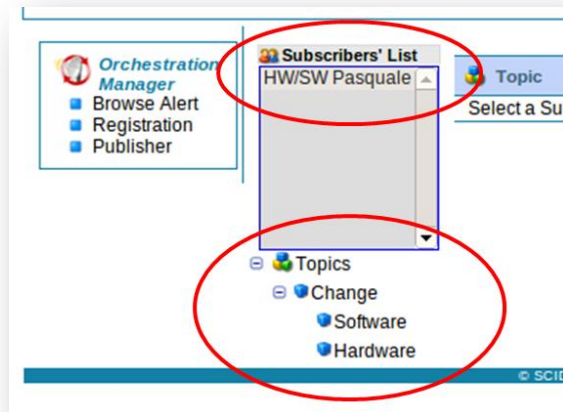 Orchestration
Manager
Browse Alert
Registration
Publisher
Subscribers' List
HW/SW Pasquale
Topics
Change
Software
Hardware
Topic
Select a Su
© SCID